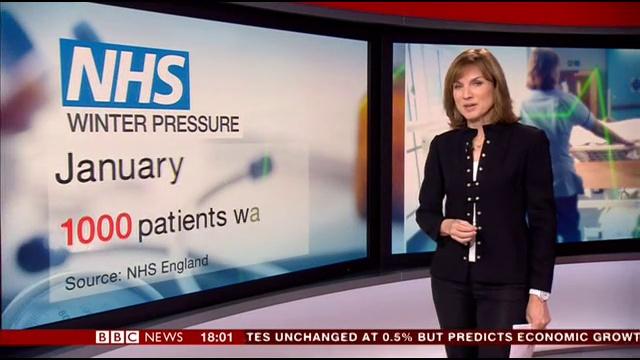 NHS
WINTER PRESSURE
January
1000 patients wa
Source: NHS England
BBC NEWS 18:01 TES UNCHANGED AT 0.5% BUT PREDICTS ECONOMIC GROWT